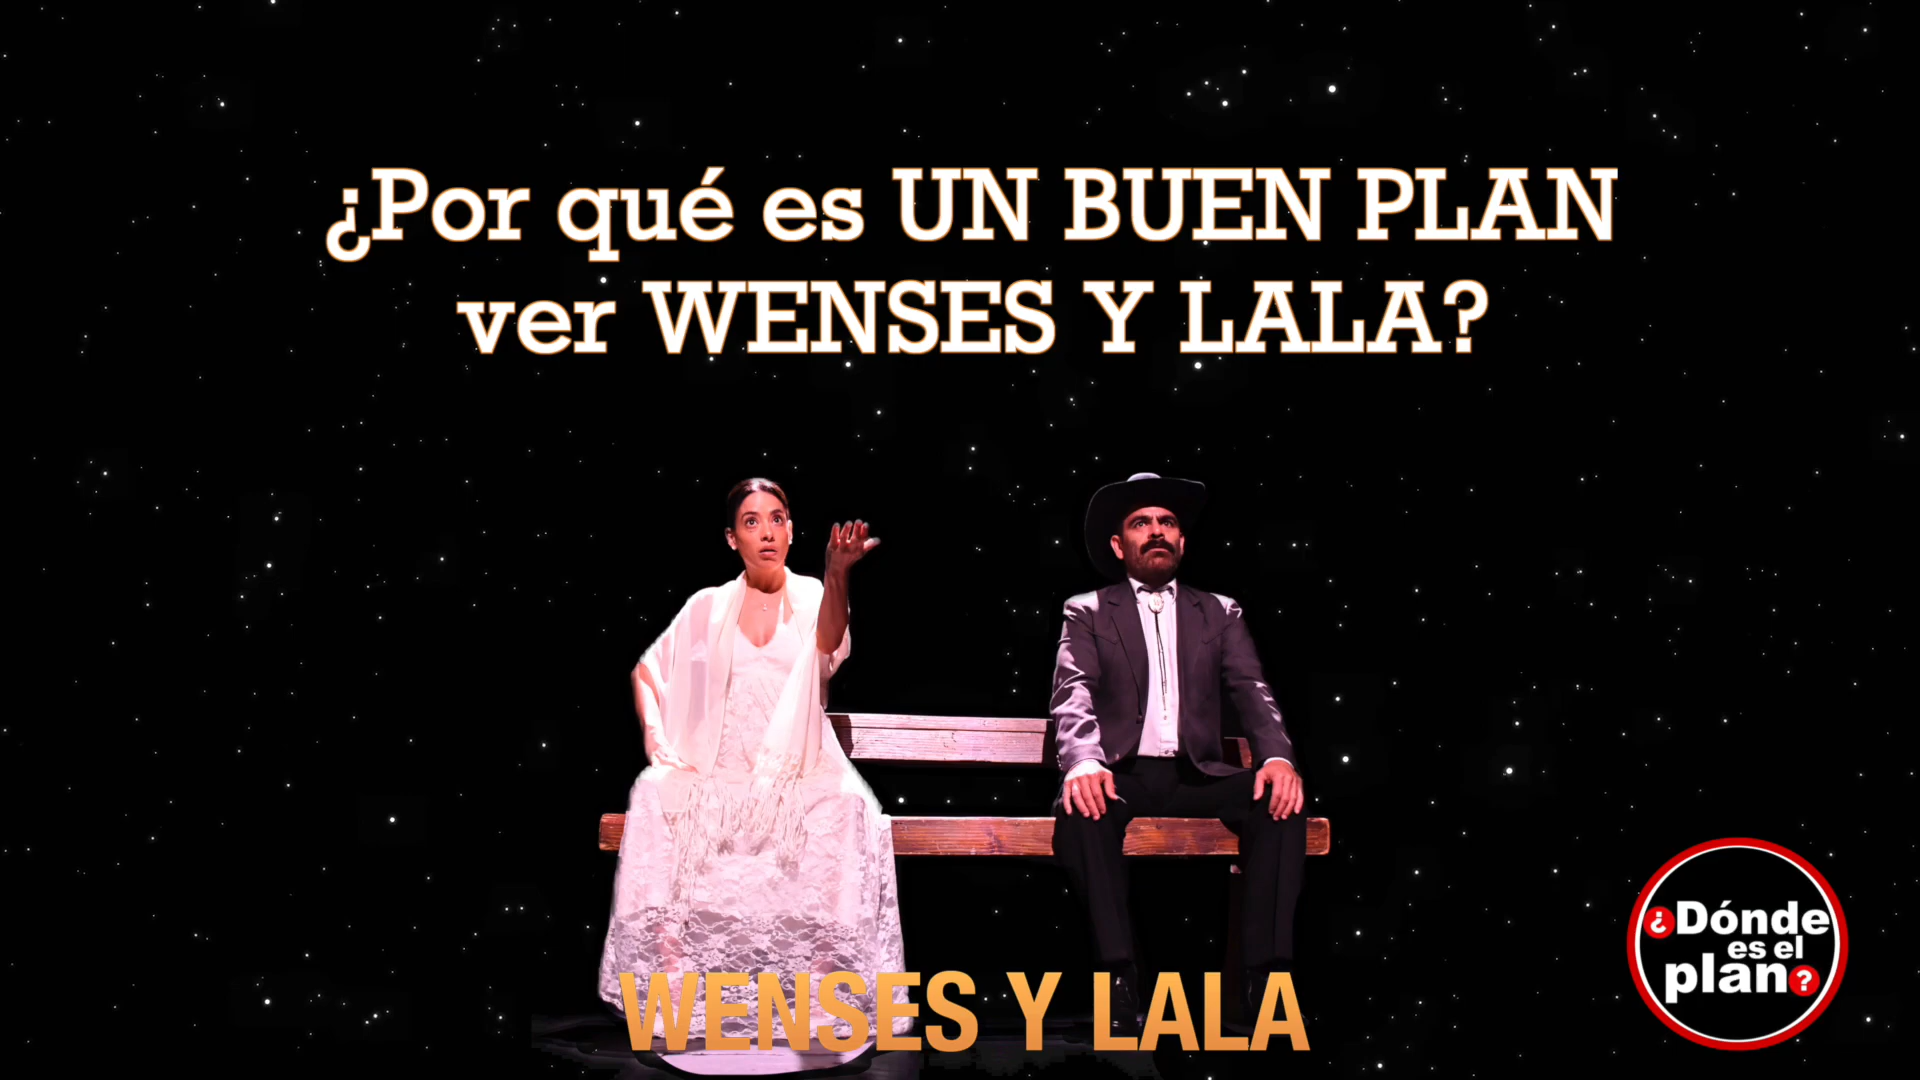 ¿Por qué es UN BUEN PLAN
ver WENSES Y LALA?
WENSES Y LALA
¿Dónde
es el
plan?